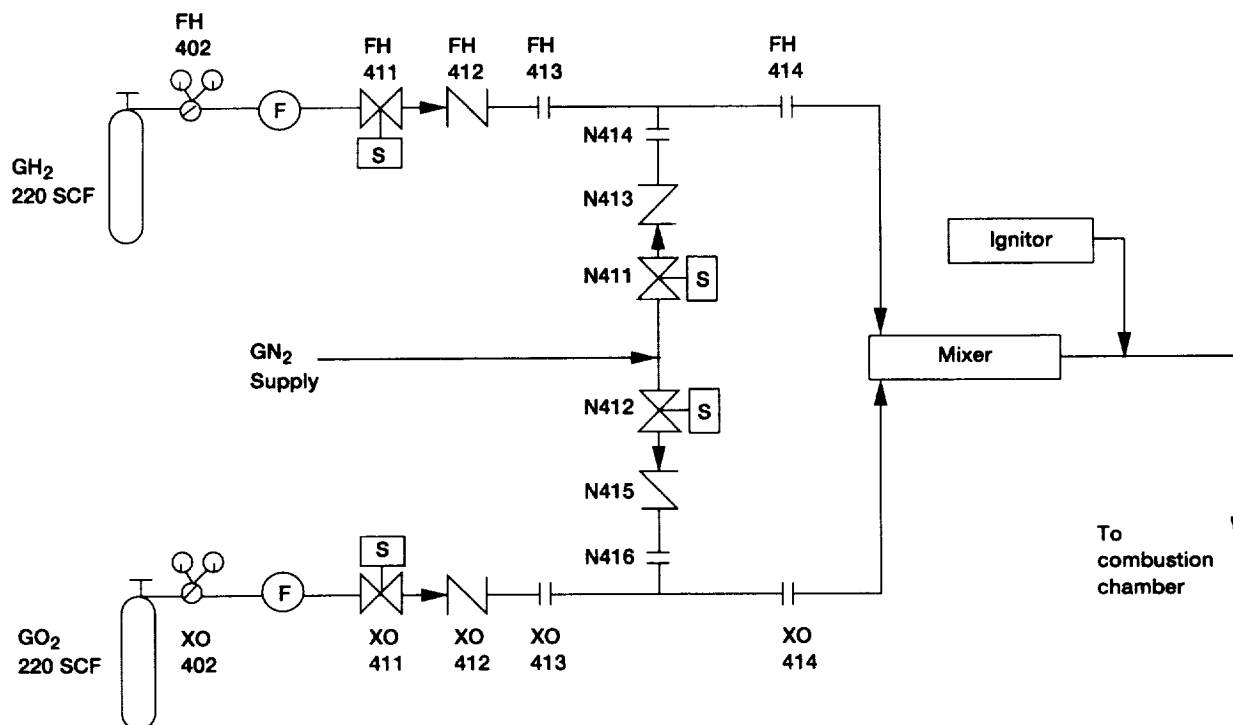 FH
402
FH
411
FH
412
FH
413
FH
414
F
S
N414
GH₂
220 SCF
N413
Ignitor
N411
S
GN₂
Supply
Mixer
N412
S
N415
To
combustion
chamber
N416
S
F
GO₂
220 SCF
XO
402
XO
411
XO
412
XO
413
XO
414